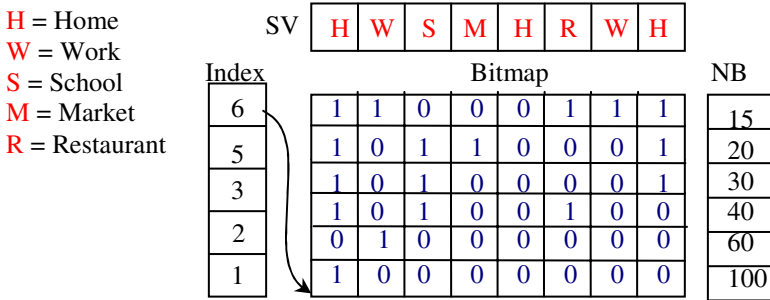 H = Home
W = Work
S = School
M = Market
R = Restaurant
SV H W S M H R W H
Index Bitmap NB
6 1 1 0 0 0 1 1 1 15
5 1 0 1 1 0 0 0 1 20
3 1 0 1 0 0 0 0 1 30
1 0 1 0 0 1 0 0 40
2 0 1 0 0 0 0 0 0 60
1 1 0 0 0 0 0 0 0 100